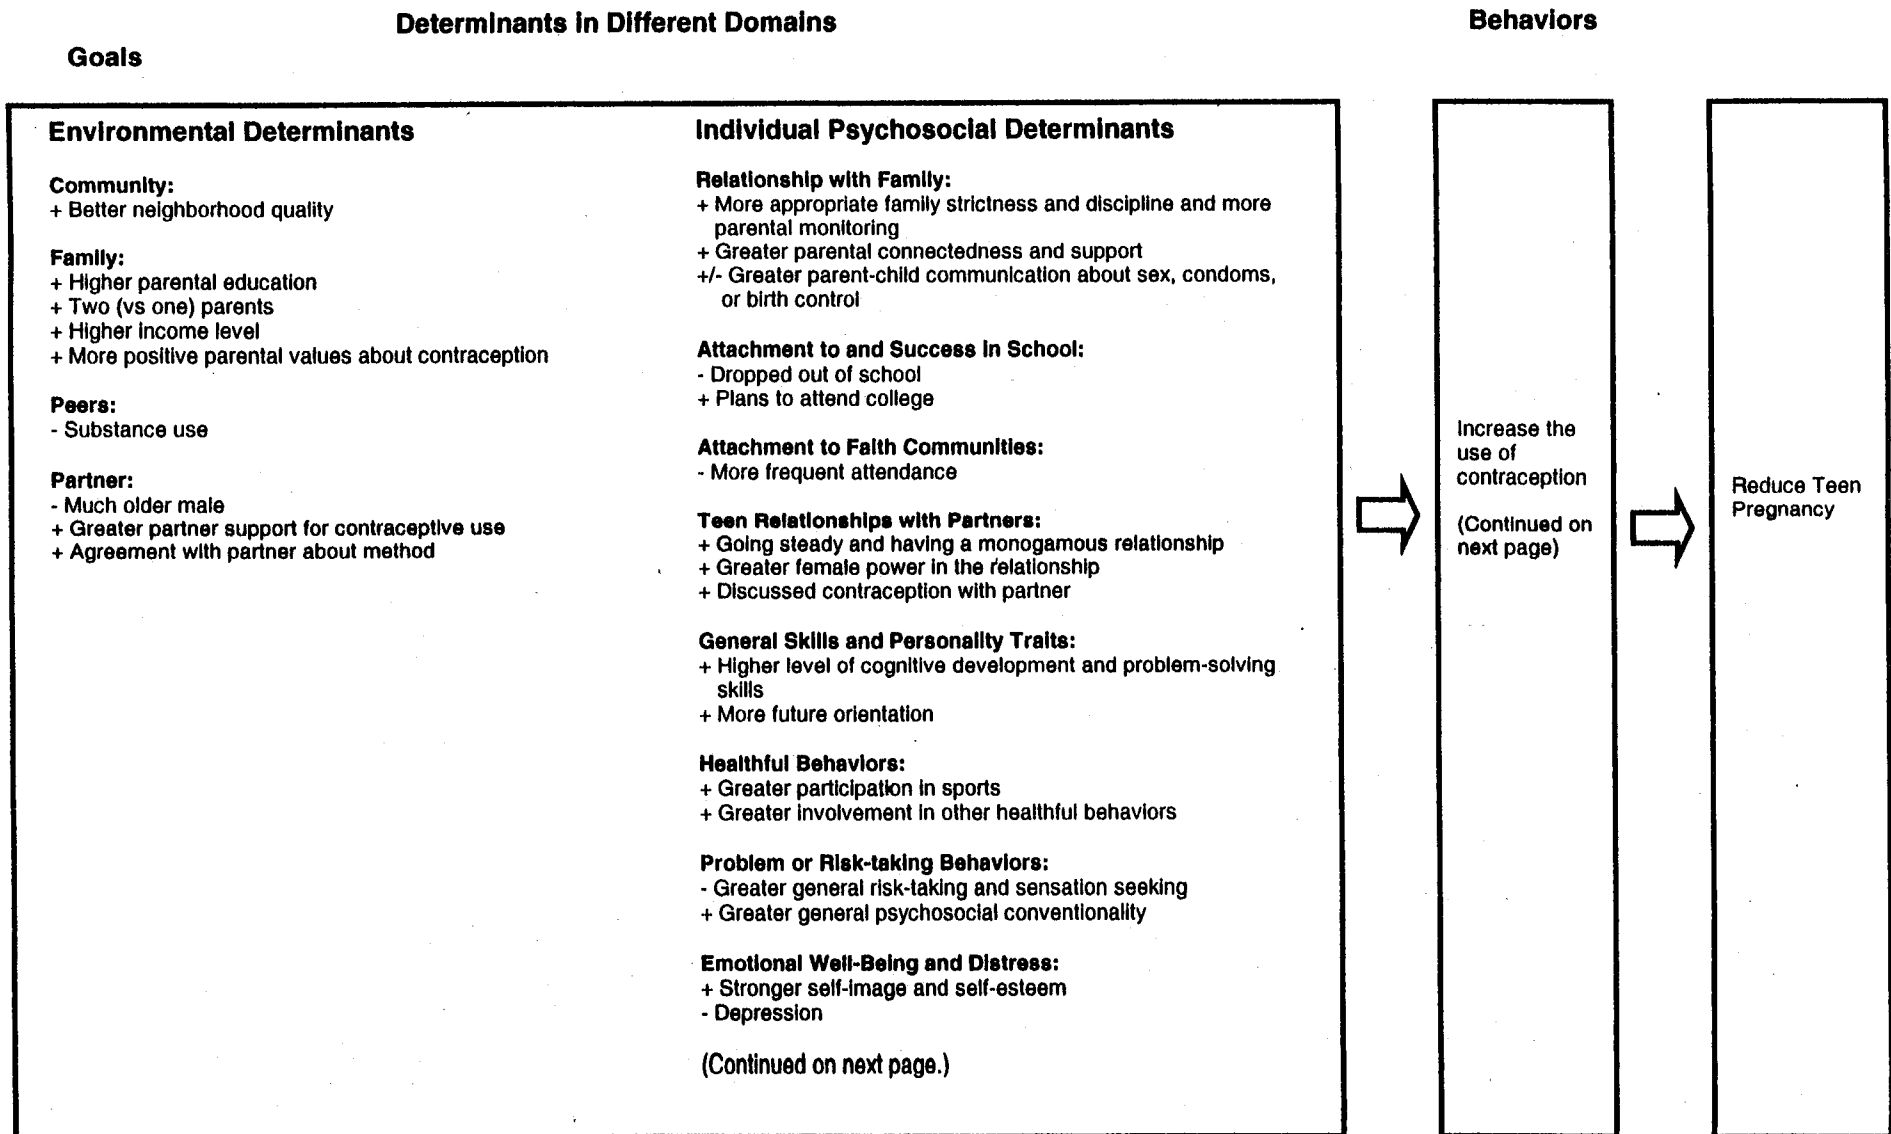 Determinants in Different Domains
Behaviors
Goals
Environmental Determinants
Community:
+ Better neighborhood quality
Family:
+ Higher parental education
+ Two (vs one) parents
+ Higher income level
+ More positive parental values about contraception
Peers:
- Substance use
Partner:
- Much older male
+ Greater partner support for contraceptive use
+ Agreement with partner about method
Individual Psychosocial Determinants
Relationship with Family:
+ More appropriate family strictness and discipline and more
parental monitoring
+ Greater parental connectedness and support
+/- Greater parent-child communication about sex, condoms,
or birth control
Attachment to and Success in School:
- Dropped out of school
+ Plans to attend college
Attachment to Faith Communities:
- More frequent attendance
Teen Relationships with Partners:
+ Going steady and having a monogamous relationship
+ Greater female power in the relationship
+ Discussed contraception with partner
General Skills and Personality Traits:
+ Higher level of cognitive development and problem-solving
skills
+ More future orientation
Healthful Behaviors:
+ Greater participation in sports
+ Greater involvement in other healthful behaviors
Problem or Risk-taking Behaviors:
- Greater general risk-taking and sensation seeking
+ Greater general psychosocial conventionality
Emotional Well-Being and Distress:
+ Stronger self-image and self-esteem
- Depression
(Continued on next page.)
Increase the
use of
contraception
(Continued on
next page)
Reduce Teen
Pregnancy